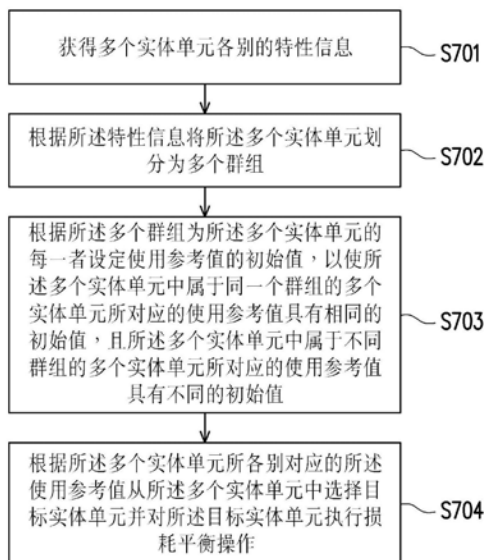 获得多个实体单元各别的特性信息
S701
根据所述特性信息将所述多个实体单元划
分为多个群组
S702
根据所述多个群组为所述多个实体单元的
每一者设定使用参考值的初始值，以使所
述多个实体单元中属于同一个群组的多个
实体单元所对应的使用参考值具有相同的
初始值，且所述多个实体单元中属于不同
群组的多个实体单元所对应的使用参考值
具有不同的初始值
S703
根据所述多个实体单元所各别对应的所述
使用参考值从所述多个实体单元中选择目
标实体单元并对所述目标实体单元执行损
耗平衡操作
S704